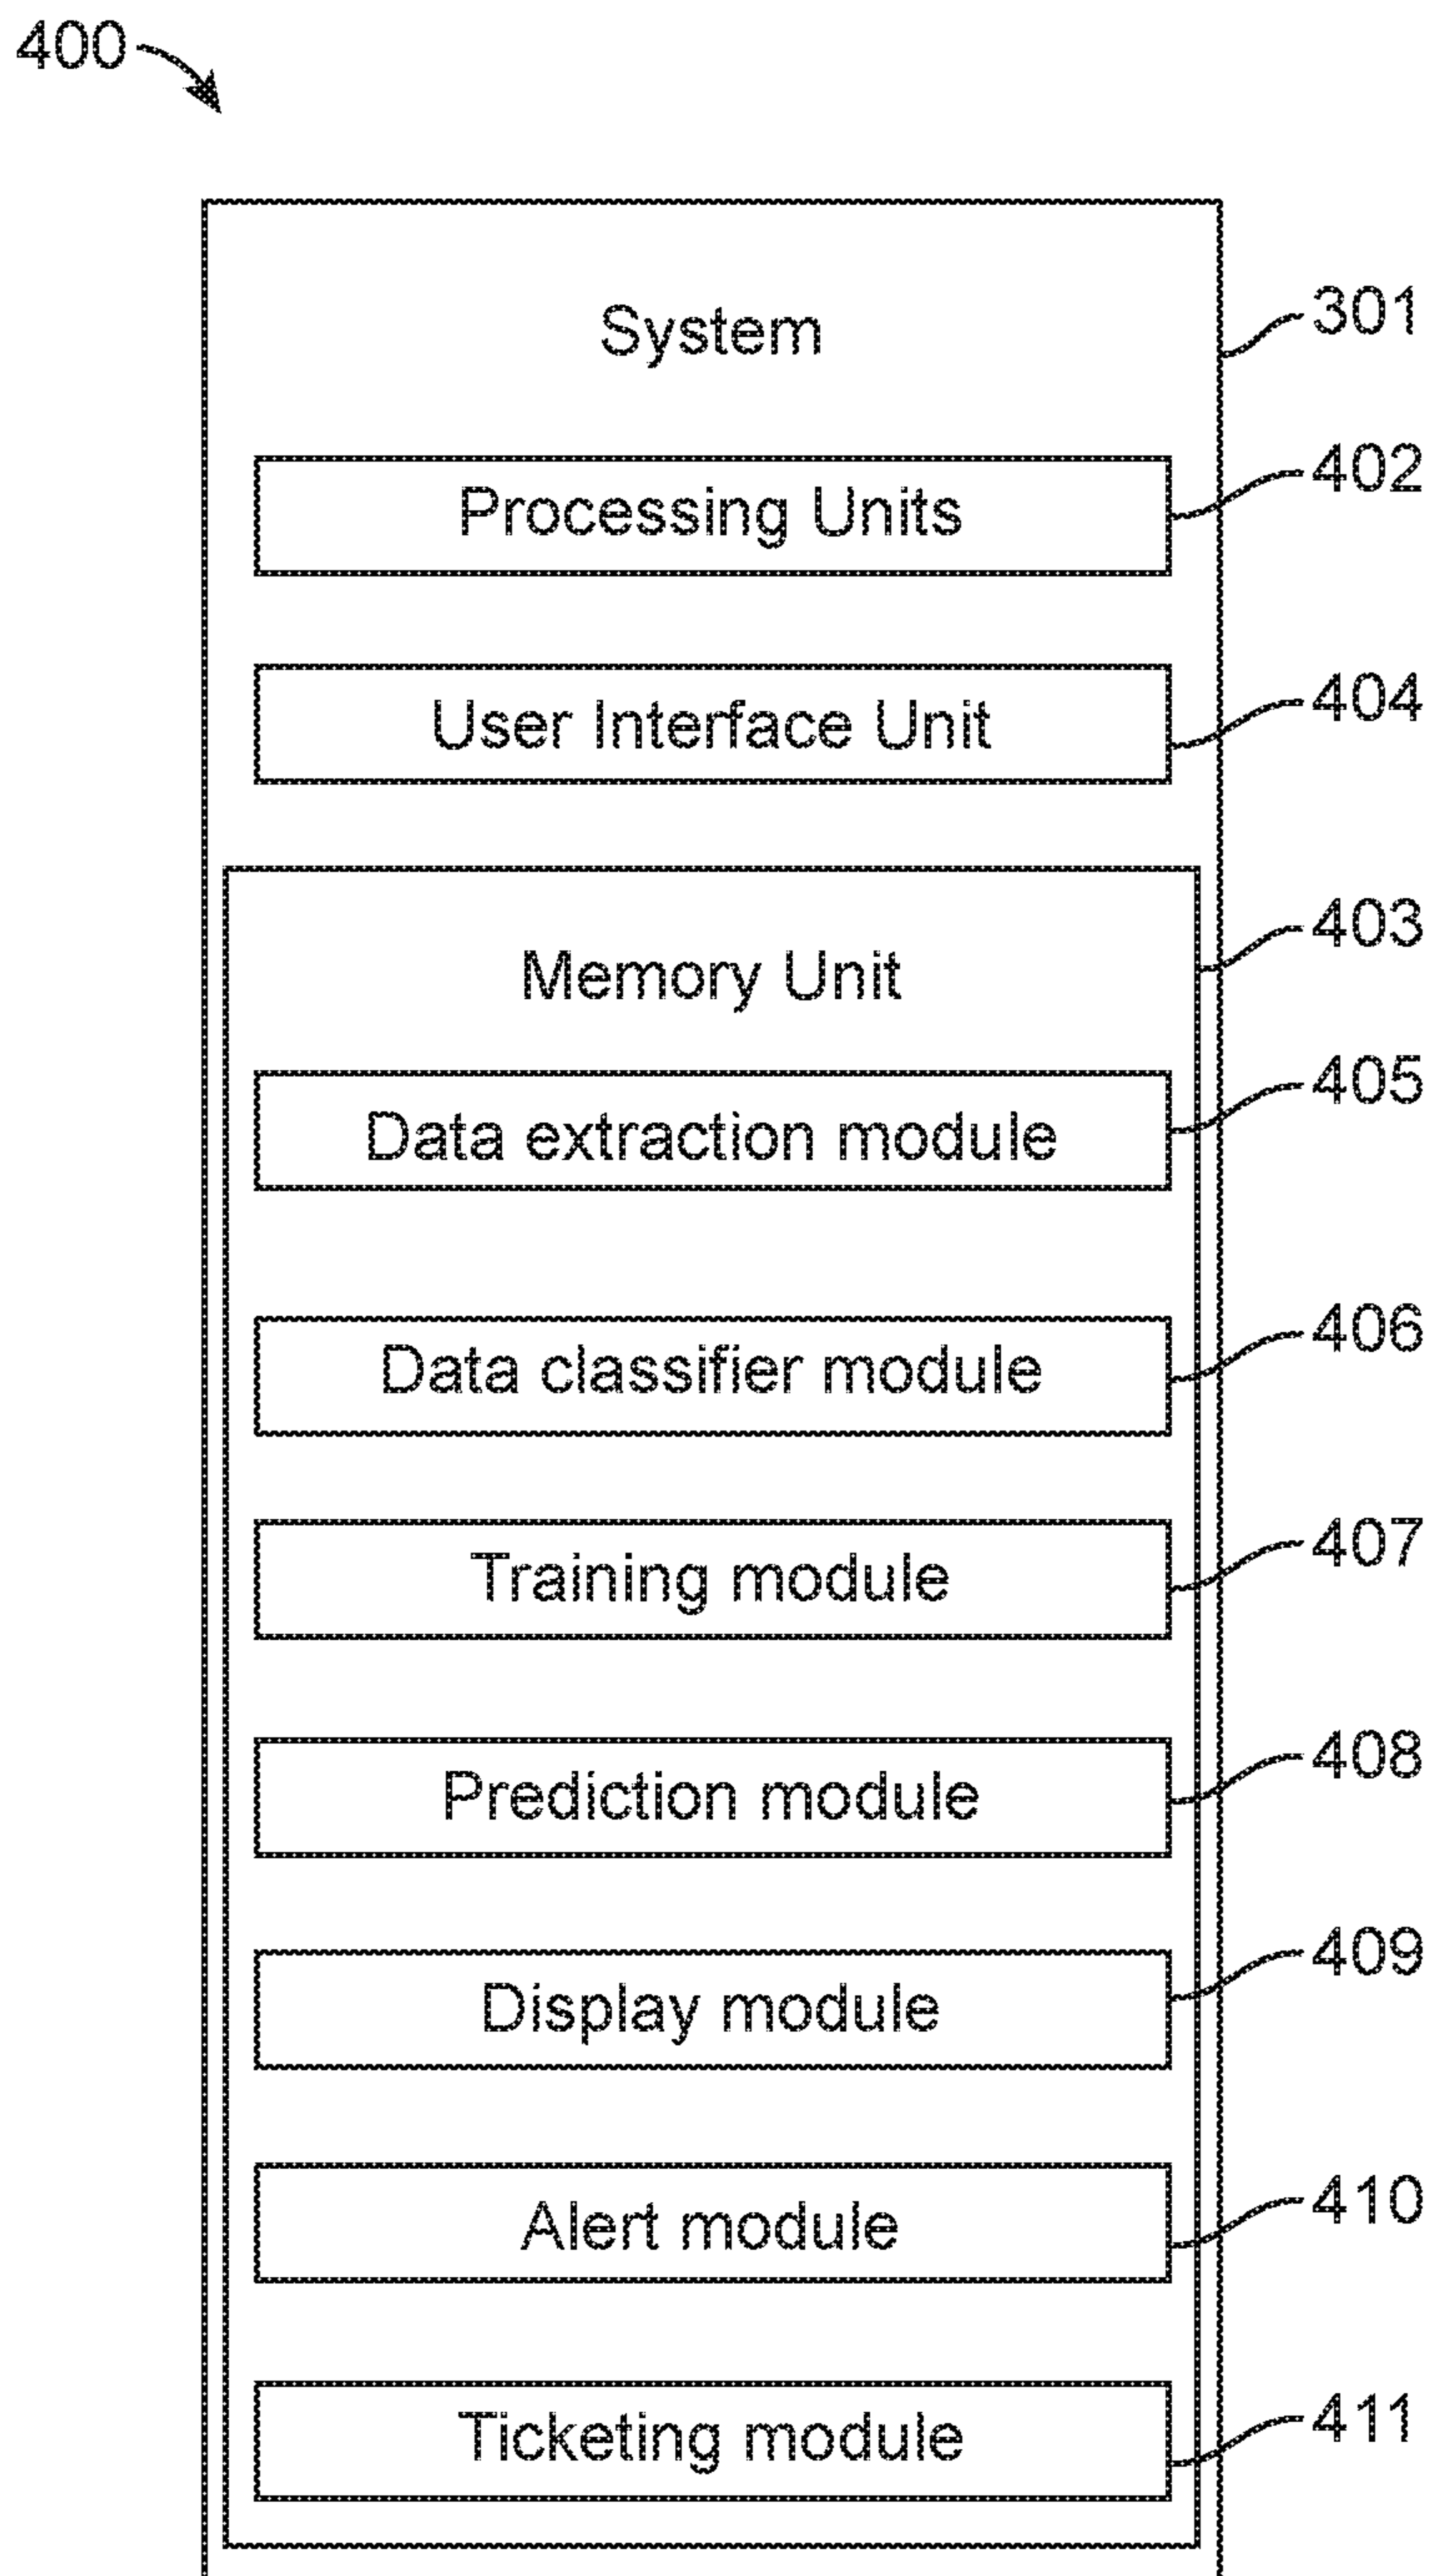 400
System
301
Processing Units
402
User Interface Unit
404
Memory Unit
403
Data extraction module
405
Data classifier module
406
Training module
407
Prediction module
408
Display module
409
Alert module
410
Ticketing module
411